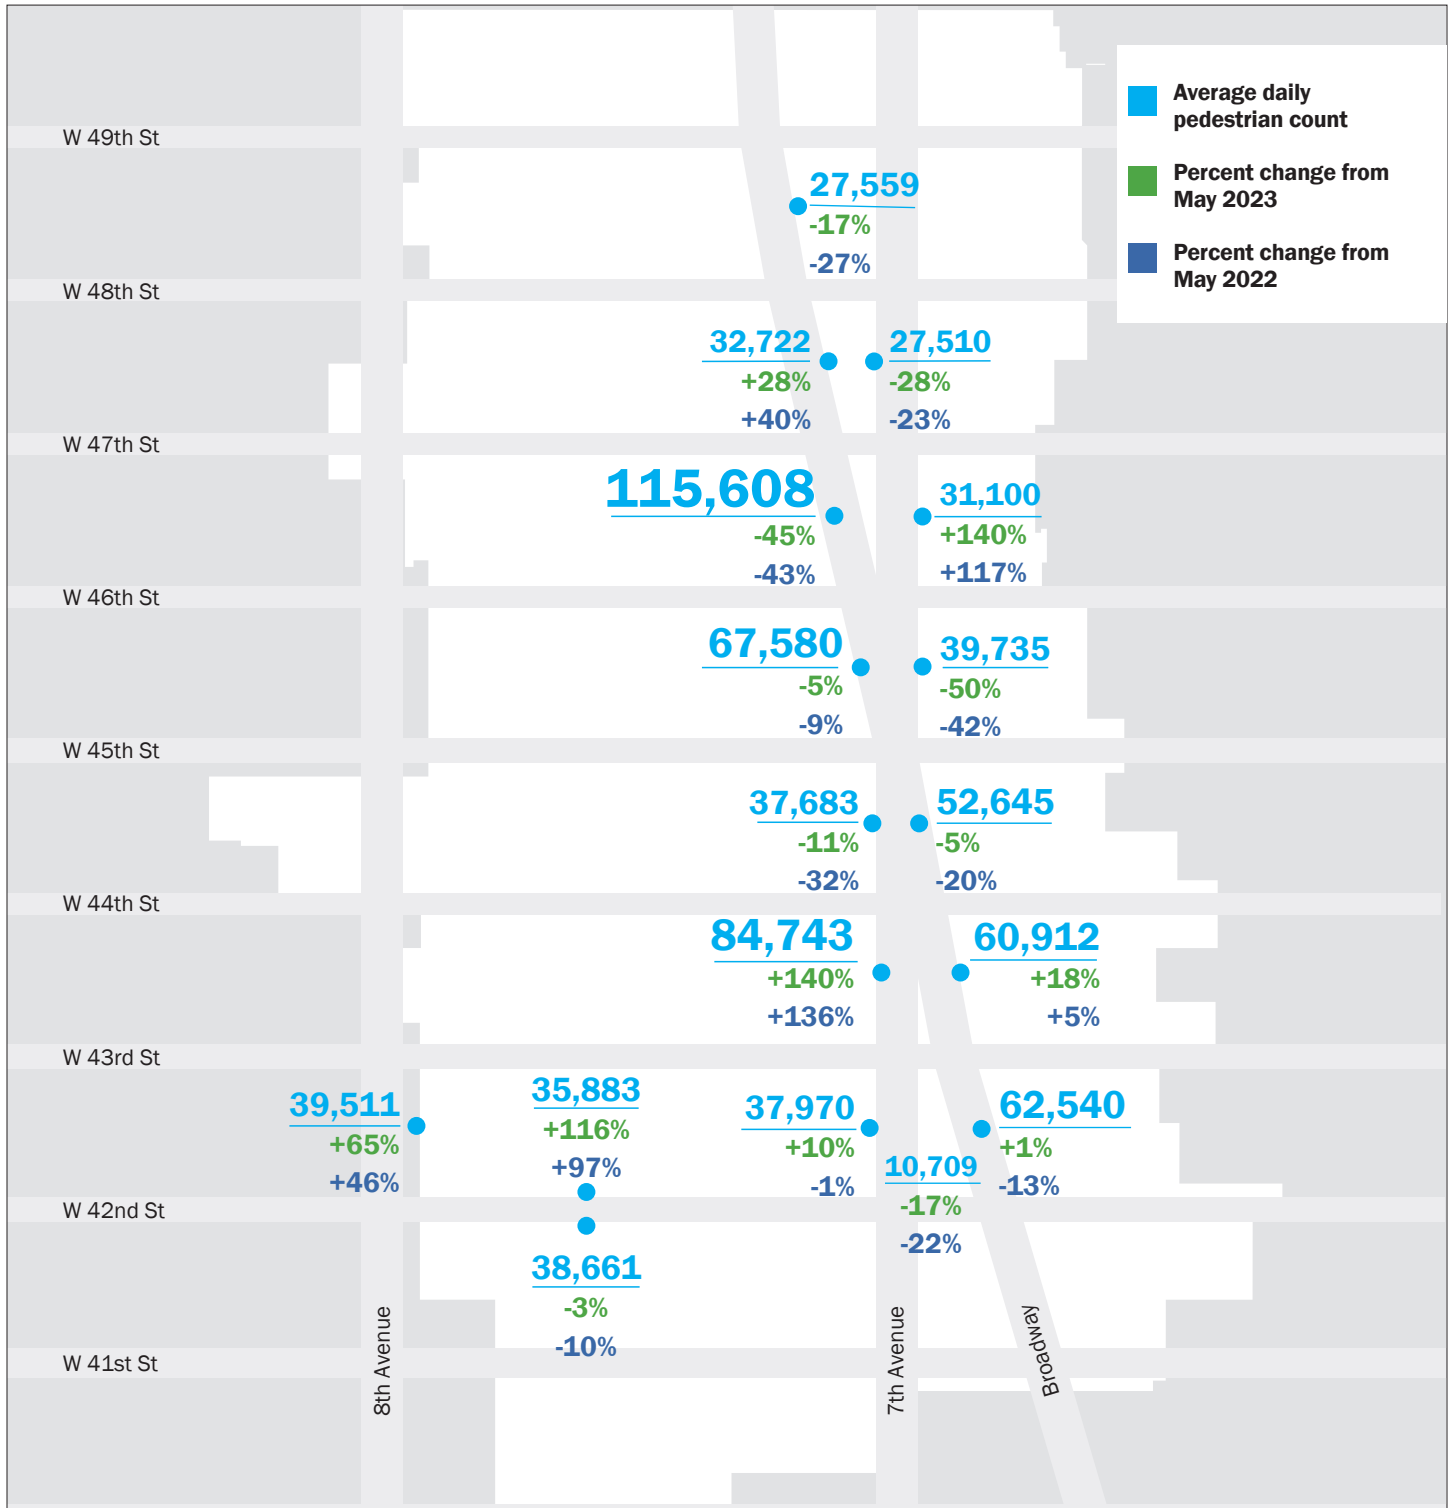 Average daily
pedestrian count
Percent change from
May 2023
Percent change from
May 2022
W 49th St
27,559
-17%
-27%
W 48th St
32,722
+28%
+40%
27,510
-28%
-23%
W 47th St
115,608
-45%
-43%
31,100
+140%
+117%
W 46th St
67,580
-5%
-9%
39,735
-50%
-42%
W 45th St
37,683
-11%
-32%
52,645
-5%
-20%
W 44th St
84,743
+140%
+136%
60,912
+18%
+5%
W 43rd St
39,511
+65%
+46%
35,883
+116%
+97%
37,970
+10%
-1%
10,709
-17%
-22%
62,540
+1%
-13%
W 42nd St
38,661
-3%
-10%
W 41st St
8th Avenue
7th Avenue
Broadway